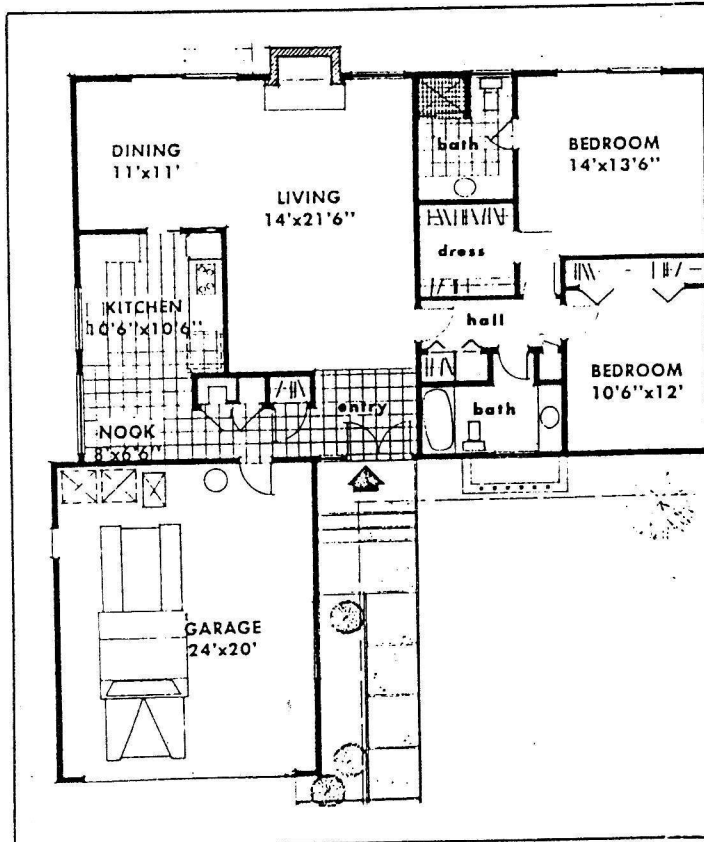 DINING
11'x11'
LIVING
14'x21'6"
bath
BEDROOM
14'x13'6"
dress
KITCHEN
10'6"x10'6"
hall
BEDROOM
10'6"x12'
NOOK
8'x6'6"
entry
bath
GARAGE
24'x20'